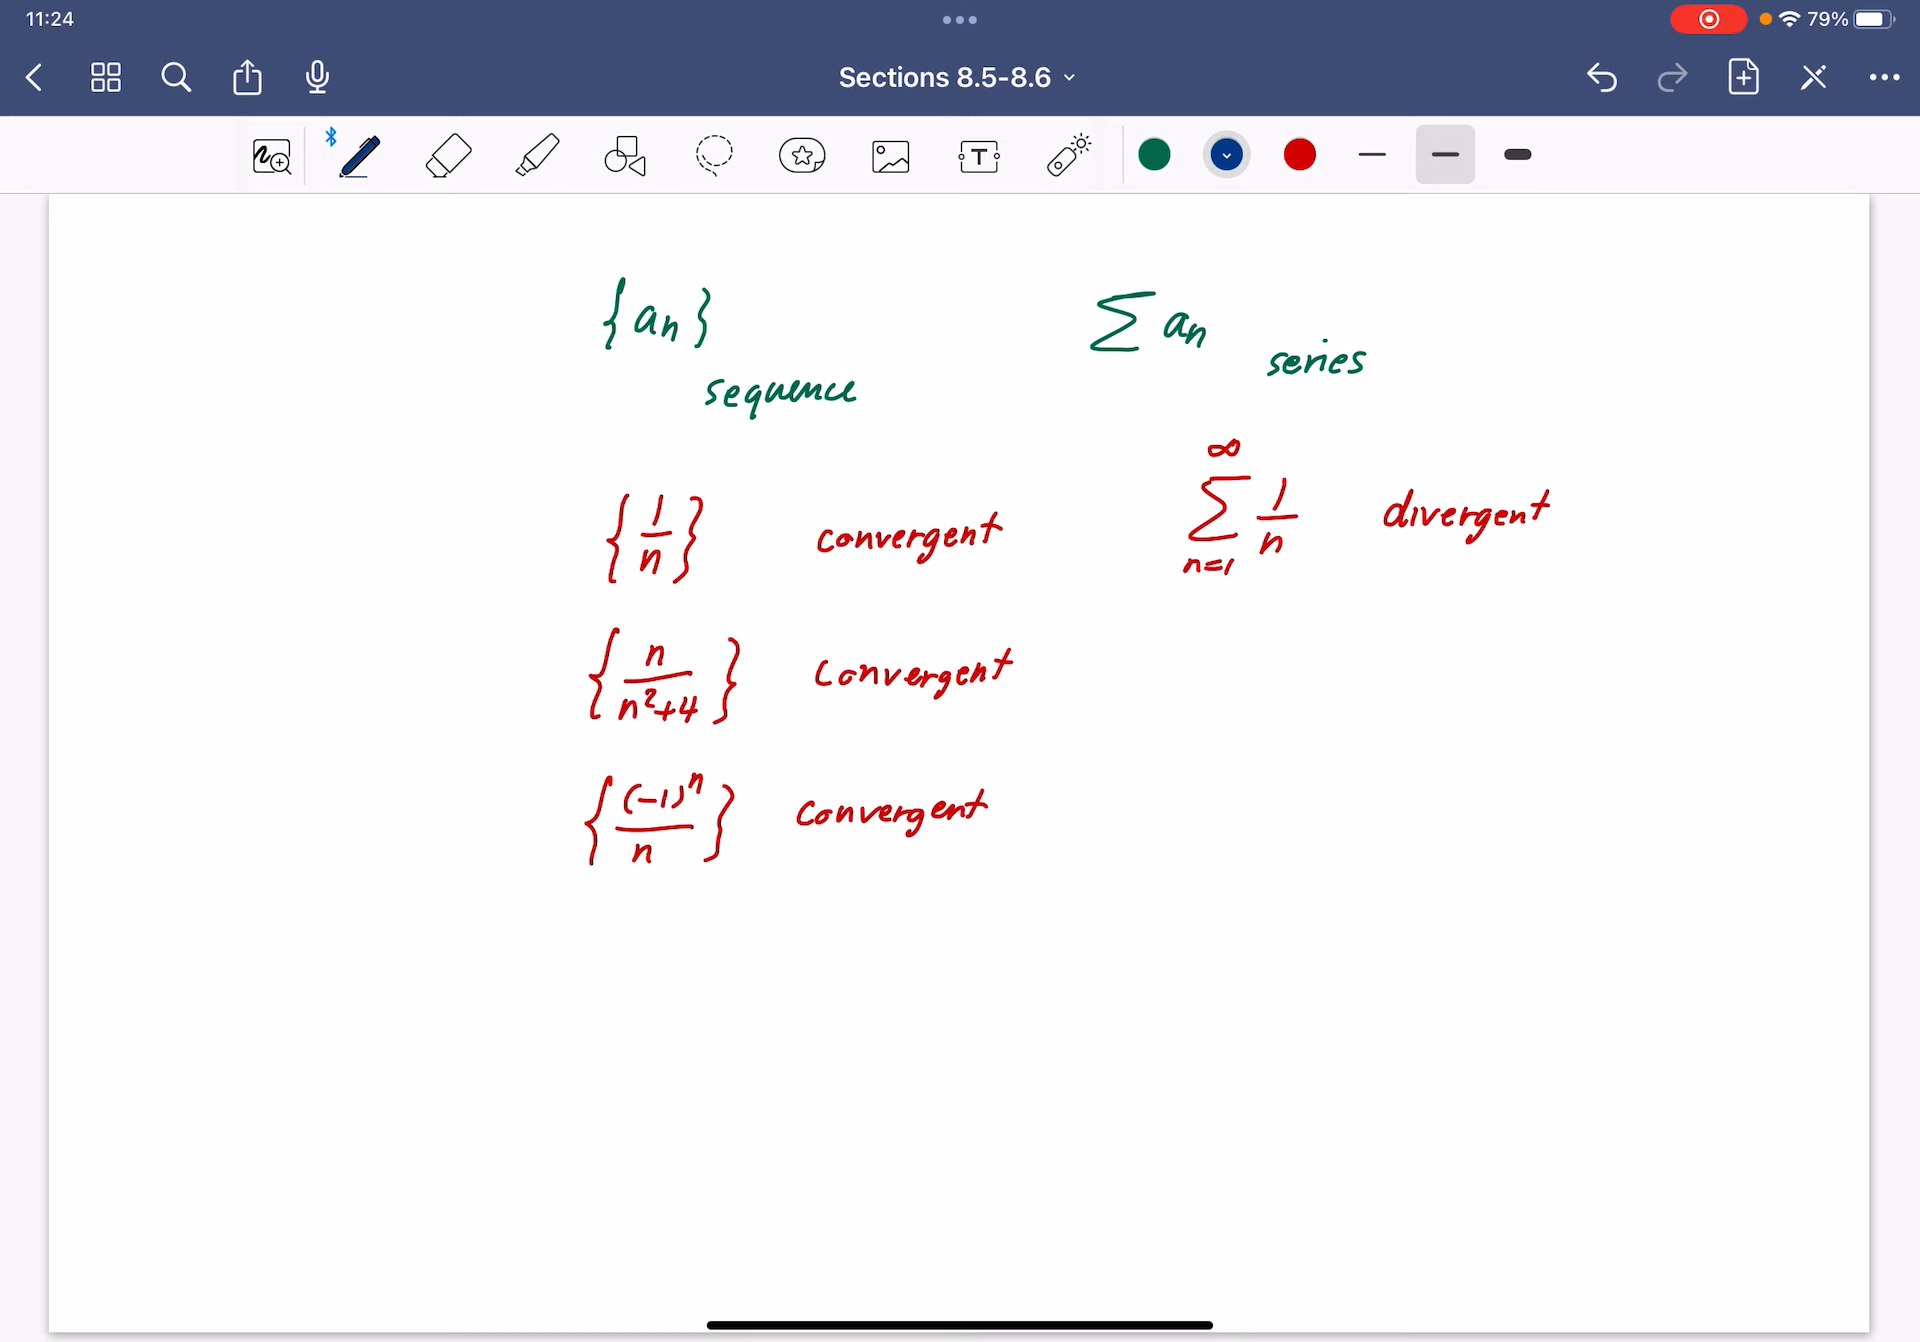 11:24
79%
Sections 8.5-8.6
T
{aₙ} ∑ aₙ
series
sequence
{1/n} convergent ∑_{n=1}^{∞} 1/n divergent
{n/(n²+4)} convergent
{(-1)ⁿ/n} convergent